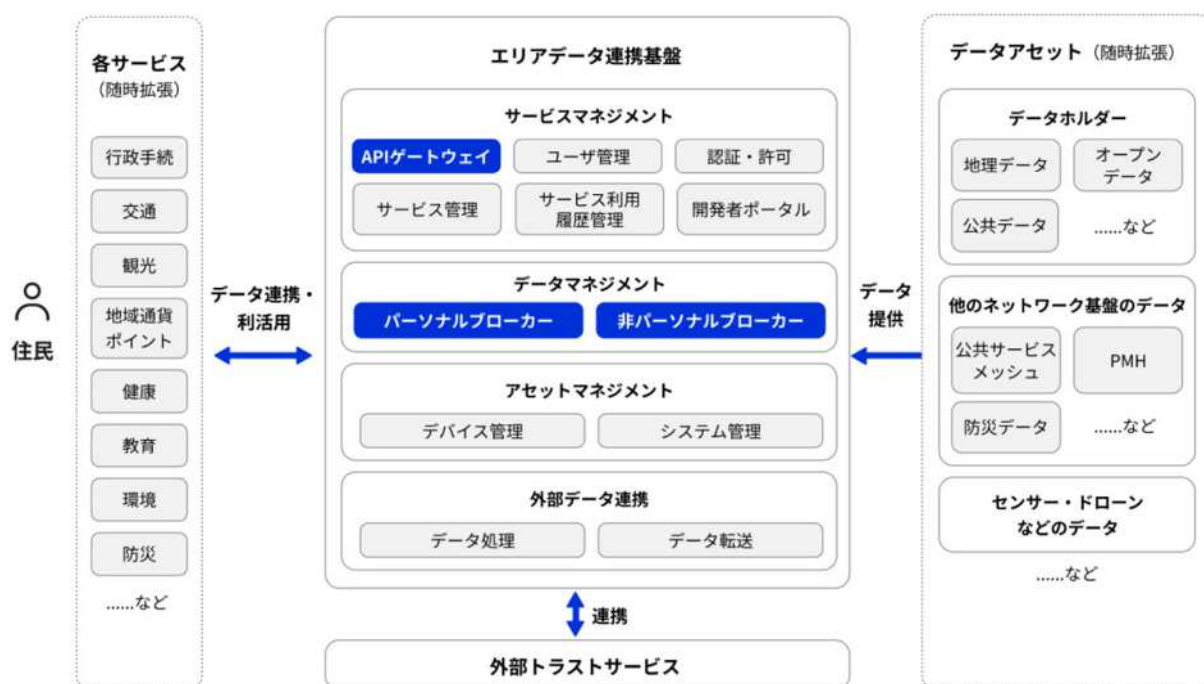 住民
各サービス
(随時拡張)
行政手続
交通
観光
地域通貨
ポイント
健康
教育
環境
防災
......など
データ連携・
利活用
エリアデータ連携基盤
サービスマネジメント
APIゲートウェイ
ユーザ管理
認証・許可
サービス管理
サービス利用
履歴管理
開発者ポータル
データマネジメント
パーソナルブローカー
非パーソナルブローカー
アセットマネジメント
デバイス管理
システム管理
外部データ連携
データ処理
データ転送
連携
外部トラストサービス
データ
提供
データアセット(随時拡張)
データホルダー
地理データ
オープン
データ
公共データ
......など
他のネットワーク基盤のデータ
公共サービス
メッシュ
PMH
防災データ
......など
センサー・ドローン
などのデータ
......など